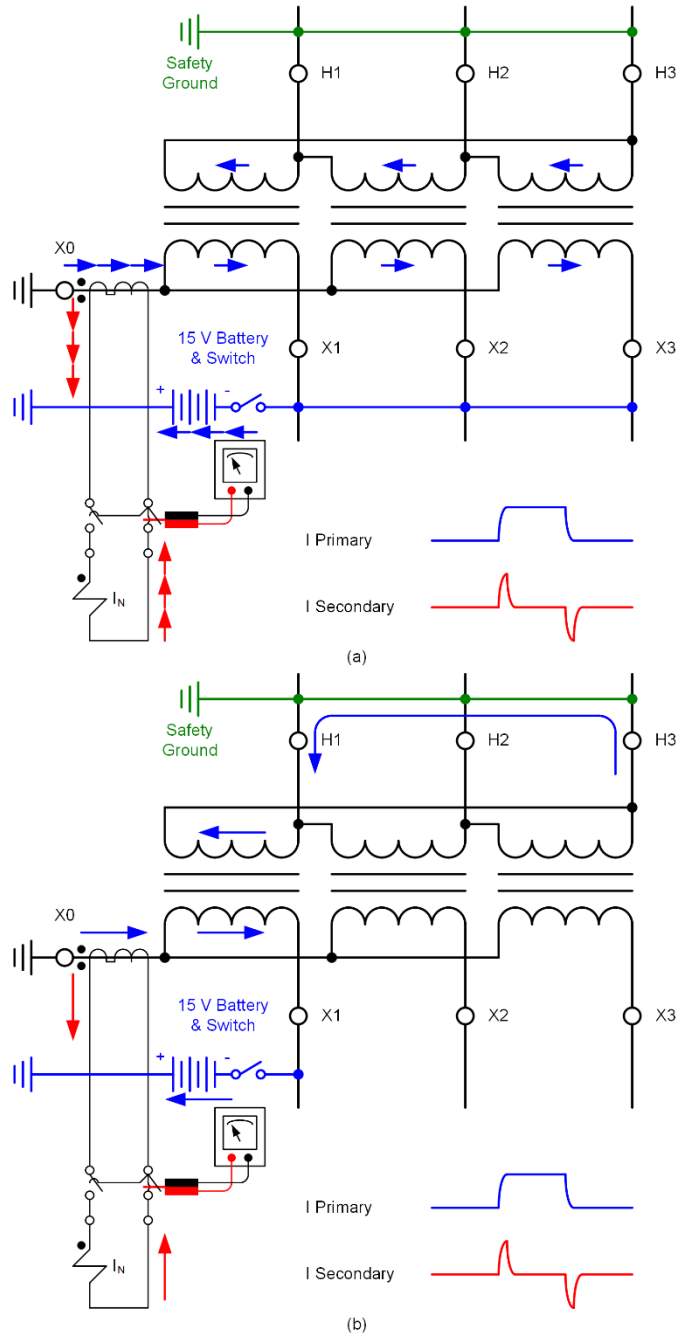 Safety
Ground
H1
H2
H3
X0
15 V Battery
& Switch
X1
X2
X3
+
-
I Primary
IN
I Secondary
(a)
Safety
Ground
H1
H2
H3
X0
15 V Battery
& Switch
X1
X2
X3
+
-
I Primary
IN
I Secondary
(b)